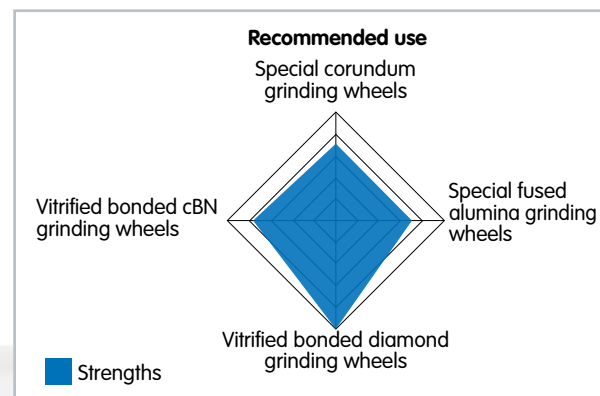 Recommended use
Special corundum
grinding wheels
Vitrified bonded cBN
grinding wheels
Special fused
alumina grinding
wheels
Vitrified bonded diamond
grinding wheels
Strengths